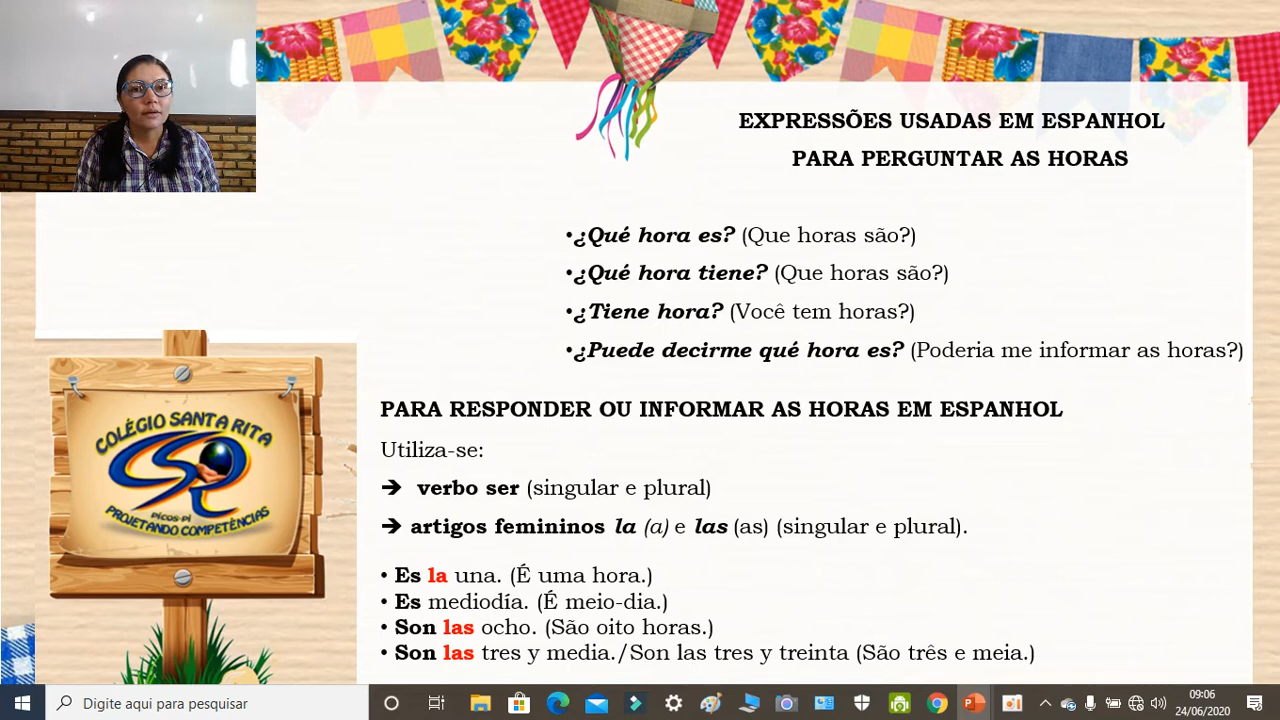 EXPRESSÕES USADAS EM ESPANHOL
PARA PERGUNTAR AS HORAS
•¿Qué hora es? (Que horas são?)
•¿Qué hora tiene? (Que horas são?)
•¿Tiene hora? (Você tem horas?)
•¿Puede decirme qué hora es? (Poderia me informar as horas?)
PARA RESPONDER OU INFORMAR AS HORAS EM ESPANHOL
Utiliza-se:
➔ verbo ser (singular e plural)
➔ artigos femininos la (a) e las (as) (singular e plural).
• Es la una. (É uma hora.)
• Es mediodía. (É meio-dia.)
• Son las ocho. (São oito horas.)
• Son las tres y media./Son las tres y treinta (São três e meia.)
COLÉGIO SANTA RITA
PICOS-PI
PROJETANDO COMPETÊNCIAS
Digite aqui para pesquisar
09:06
24/06/2020